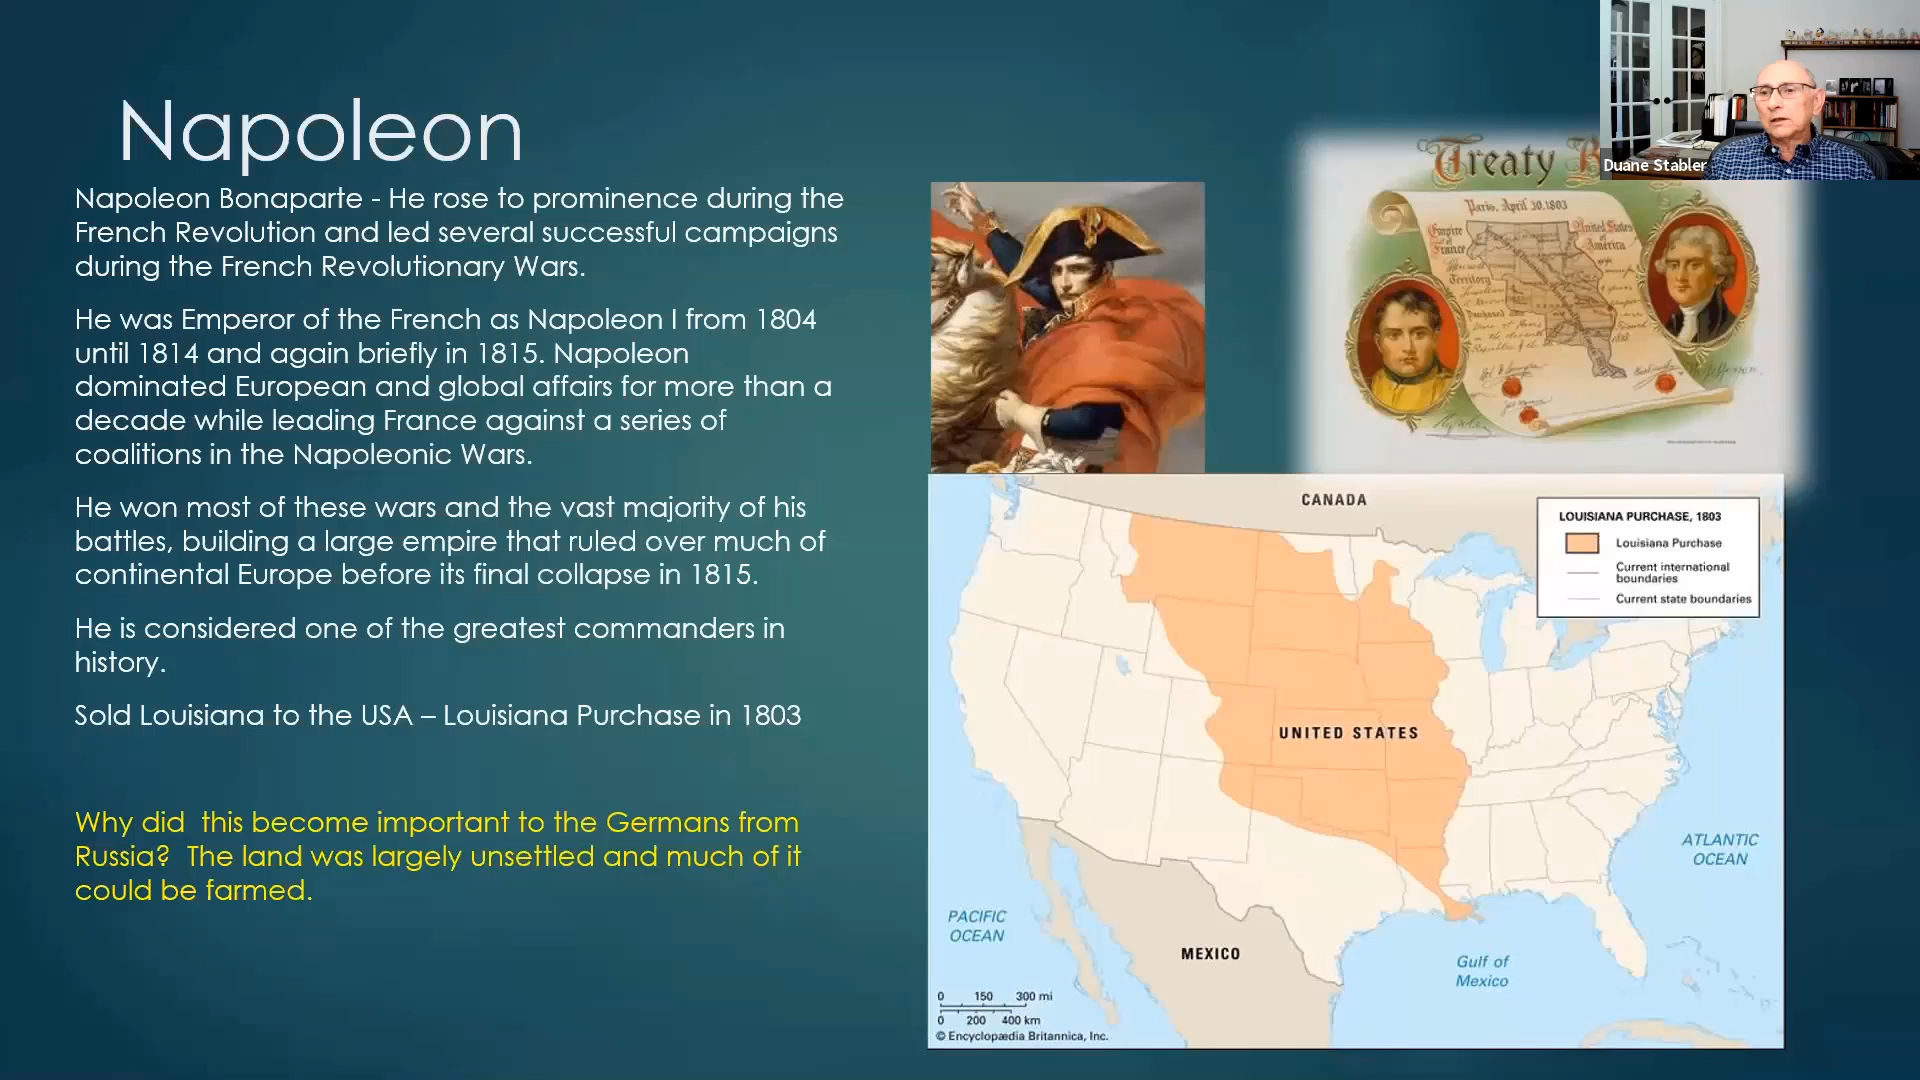 Napoleon
Napoleon Bonaparte - He rose to prominence during the
French Revolution and led several successful campaigns
during the French Revolutionary Wars.
He was Emperor of the French as Napoleon I from 1804
until 1814 and again briefly in 1815. Napoleon
dominated European and global affairs for more than a
decade while leading France against a series of
coalitions in the Napoleonic Wars.
He won most of these wars and the vast majority of his
battles, building a large empire that ruled over much of
continental Europe before its final collapse in 1815.
He is considered one of the greatest commanders in
history.
Sold Louisiana to the USA – Louisiana Purchase in 1803
Why did  this become important to the Germans from
Russia?  The land was largely unsettled and much of it
could be farmed.
Treaty
Paris, April 30, 1803
Empire
of
France
United States
of
America
Territory
Purchased
Duane Stabler
CANADA
LOUISIANA PURCHASE, 1803
Louisiana Purchase
Current international
boundaries
Current state boundaries
UNITED STATES
ATLANTIC
OCEAN
PACIFIC
OCEAN
MEXICO
Gulf of
Mexico
0 150 300 mi
0 200 400 km
© Encyclopædia Britannica, Inc.